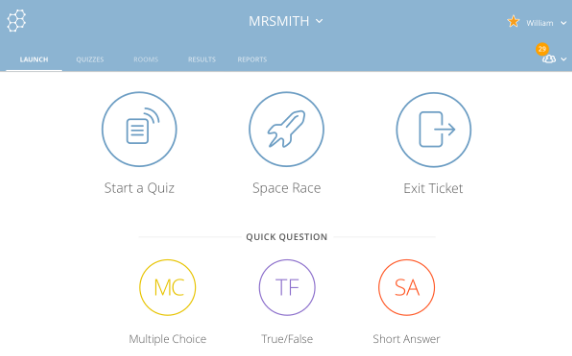 MRSMITH
William
LAUNCH QUIZZES ROOMS RESULTS REPORTS
29
Start a Quiz Space Race Exit Ticket
QUICK QUESTION
MC TF SA
Multiple Choice True/False Short Answer